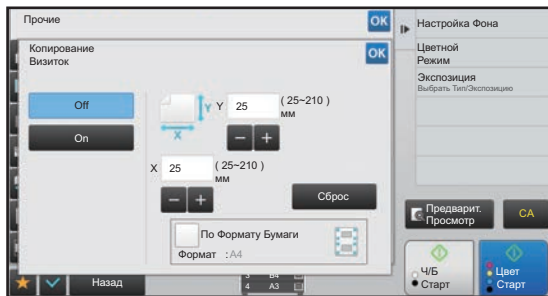 Прочие
OK
Копирование
Визиток
OK
Off
On
Y
Y
25
( 25~210 )
мм
X
X
25
( 25~210 )
мм
Сброс
По Формату Бумаги
Формат :A4
Назад
3 B4
4 A3
Настройка Фона
Цветной
Режим
Экспозиция
Выбрать Тип/Экспозицию
Предварит.
Просмотр
CA
Ч/Б
Старт
Цвет
Старт